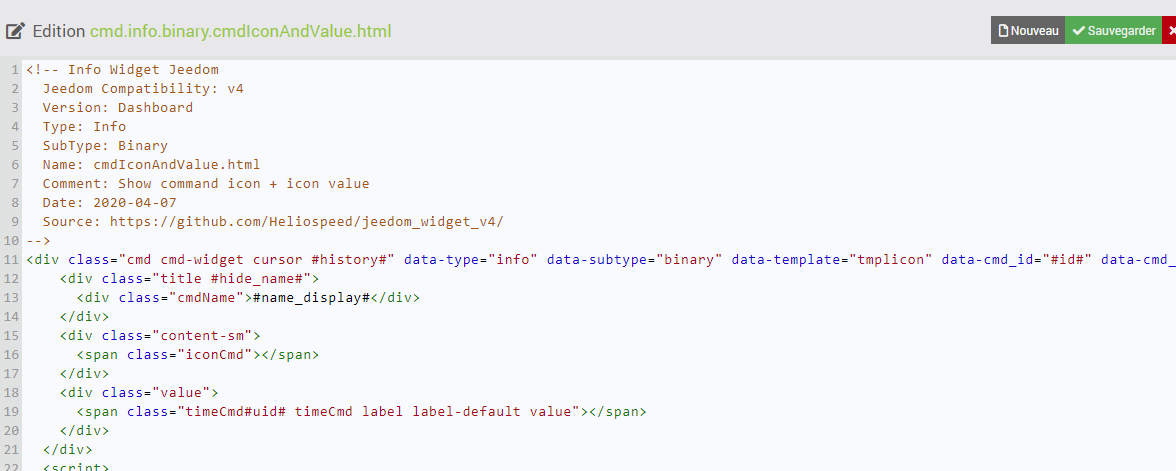 Edition cmd.info.binary.cmdIconAndValue.html
Nouveau
Sauvegarder
1 <!-- Info Widget Jeedom
2 Jeedom Compatibility: v4
3 Version: Dashboard
4 Type: Info
5 SubType: Binary
6 Name: cmdIconAndValue.html
7 Comment: Show command icon + icon value
8 Date: 2020-04-07
9 Source: https://github.com/Heliospeed/jeedom_widget_v4/
10 -->
11 <div class="cmd cmd-widget cursor #history#" data-type="info" data-subtype="binary" data-template="tmplicon" data-cmd_id="#id#" data-cmd_
12 <div class="title #hide_name#">
13 <div class="cmdName">#name_display#</div>
14 </div>
15 <div class="content-sm">
16 <span class="iconCmd"></span>
17 </div>
18 <div class="value">
19 <span class="timeCmd#uid# timeCmd label label-default value"></span>
20 </div>
21 </div>
22 <script>